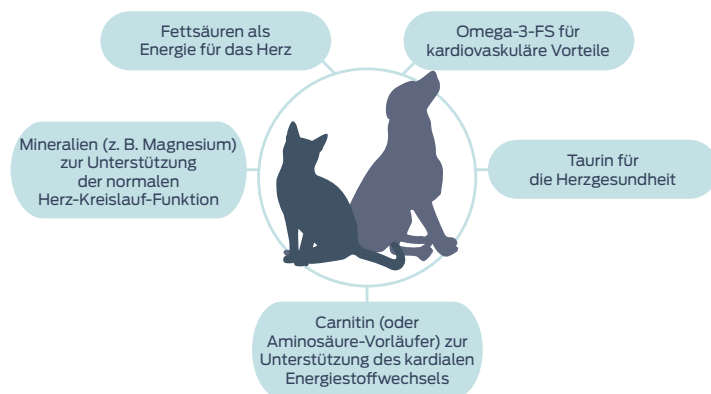 Fettsäuren als
Energie für das Herz
Omega-3-FS für
kardiovaskuläre Vorteile
Mineralien (z. B. Magnesium)
zur Unterstützung
der normalen
Herz-Kreislauf-Funktion
Taurin für
die Herzgesundheit
Carnitin (oder
Aminosäure-Vorläufer) zur
Unterstützung des kardialen
Energiestoffwechsels